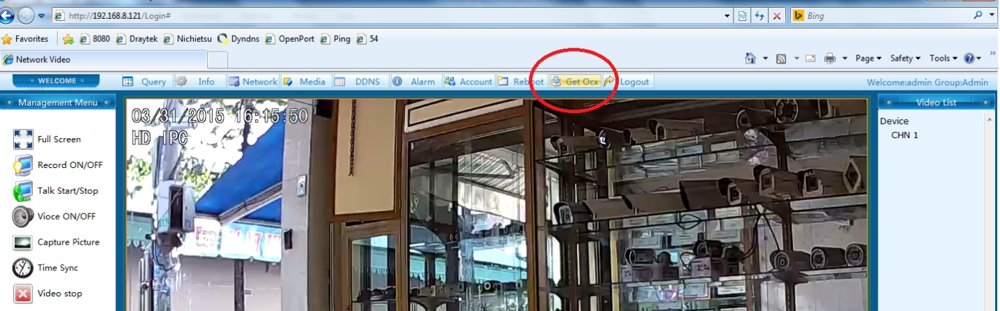 http://192.168.8.121/Login#
Bing
Favorites 8080 Draytek Nichietsu Dyndns OpenPort Ping 54
Network Video
Page Safety Tools
= WELCOME = Query Info Network Media DDNS Alarm Account Reboot Get Ocx Logout Welcome:admin Group:Admin
Management Menu
Video List
03/31/2015 16:15:50
HD IPC
Device
CHN 1
Full Screen
Record ON/OFF
Talk Start/Stop
Vioce ON/OFF
Capture Picture
Time Sync
Video stop